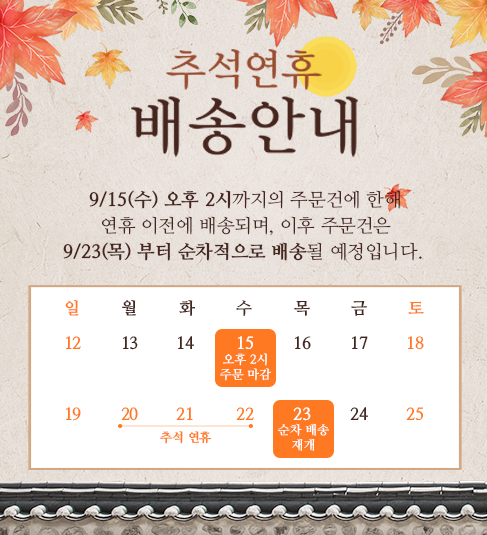 추석연휴
배송안내
9/15(수) 오후 2시까지의 주문건에 한해
연휴 이전에 배송되며, 이후 주문건은
9/23(목) 부터 순차적으로 배송될 예정입니다.
일 월 화 수 목 금 토
12 13 14 15 16 17 18
오후 2시
주문 마감
19 20 21 22 23 24 25
추석 연휴
순차 배송
재개